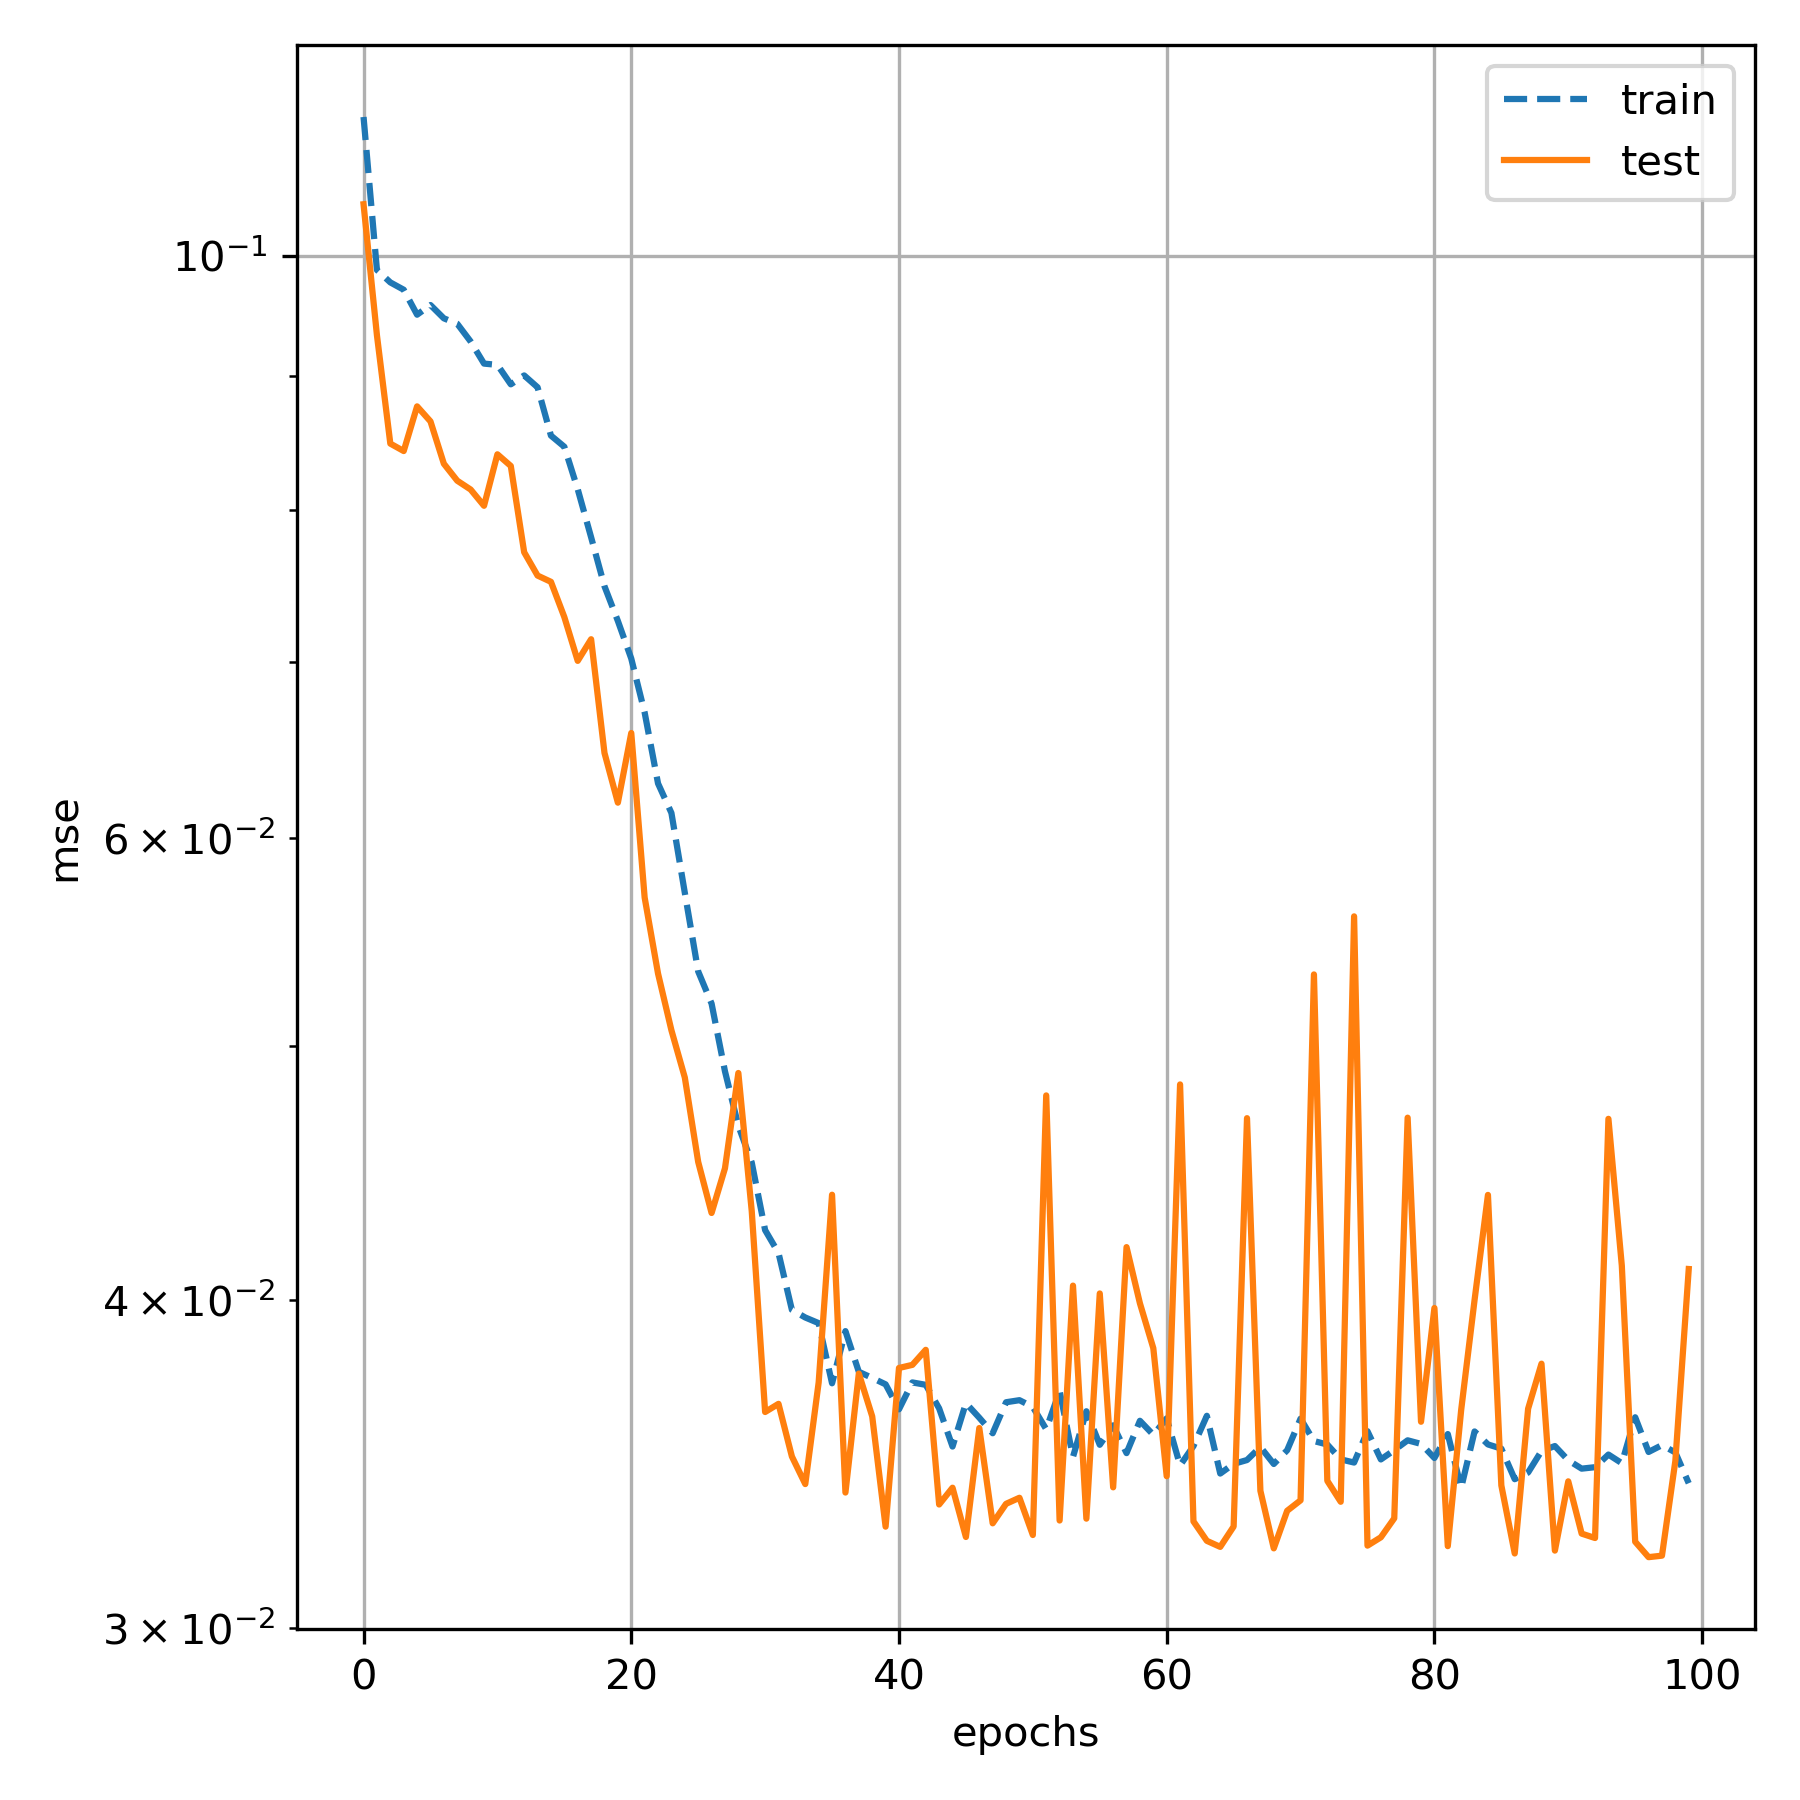 train
test
10⁻¹
6 × 10⁻²
4 × 10⁻²
3 × 10⁻²
mse
0 20 40 60 80 100
epochs